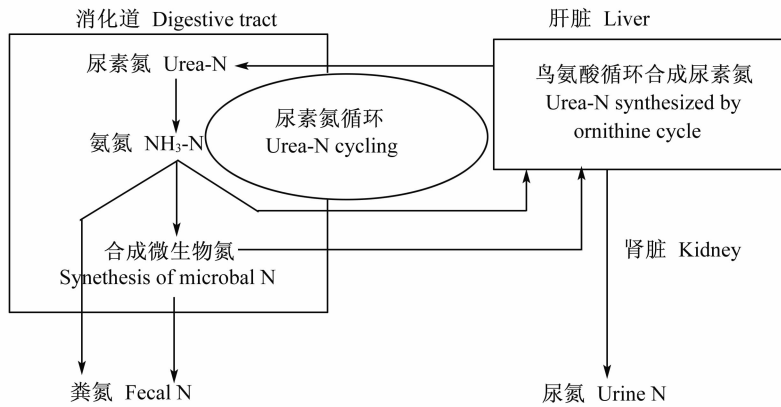 消化道 Digestive tract
肝脏 Liver
尿素氮 Urea-N
鸟氨酸循环合成尿素氮
Urea-N synthesized by
ornithine cycle
尿素氮循环
Urea-N cycling
氨氮 NH₃-N
合成微生物氮
Synethesis of microbal N
肾脏 Kidney
粪氮 Fecal N
尿氮 Urine N